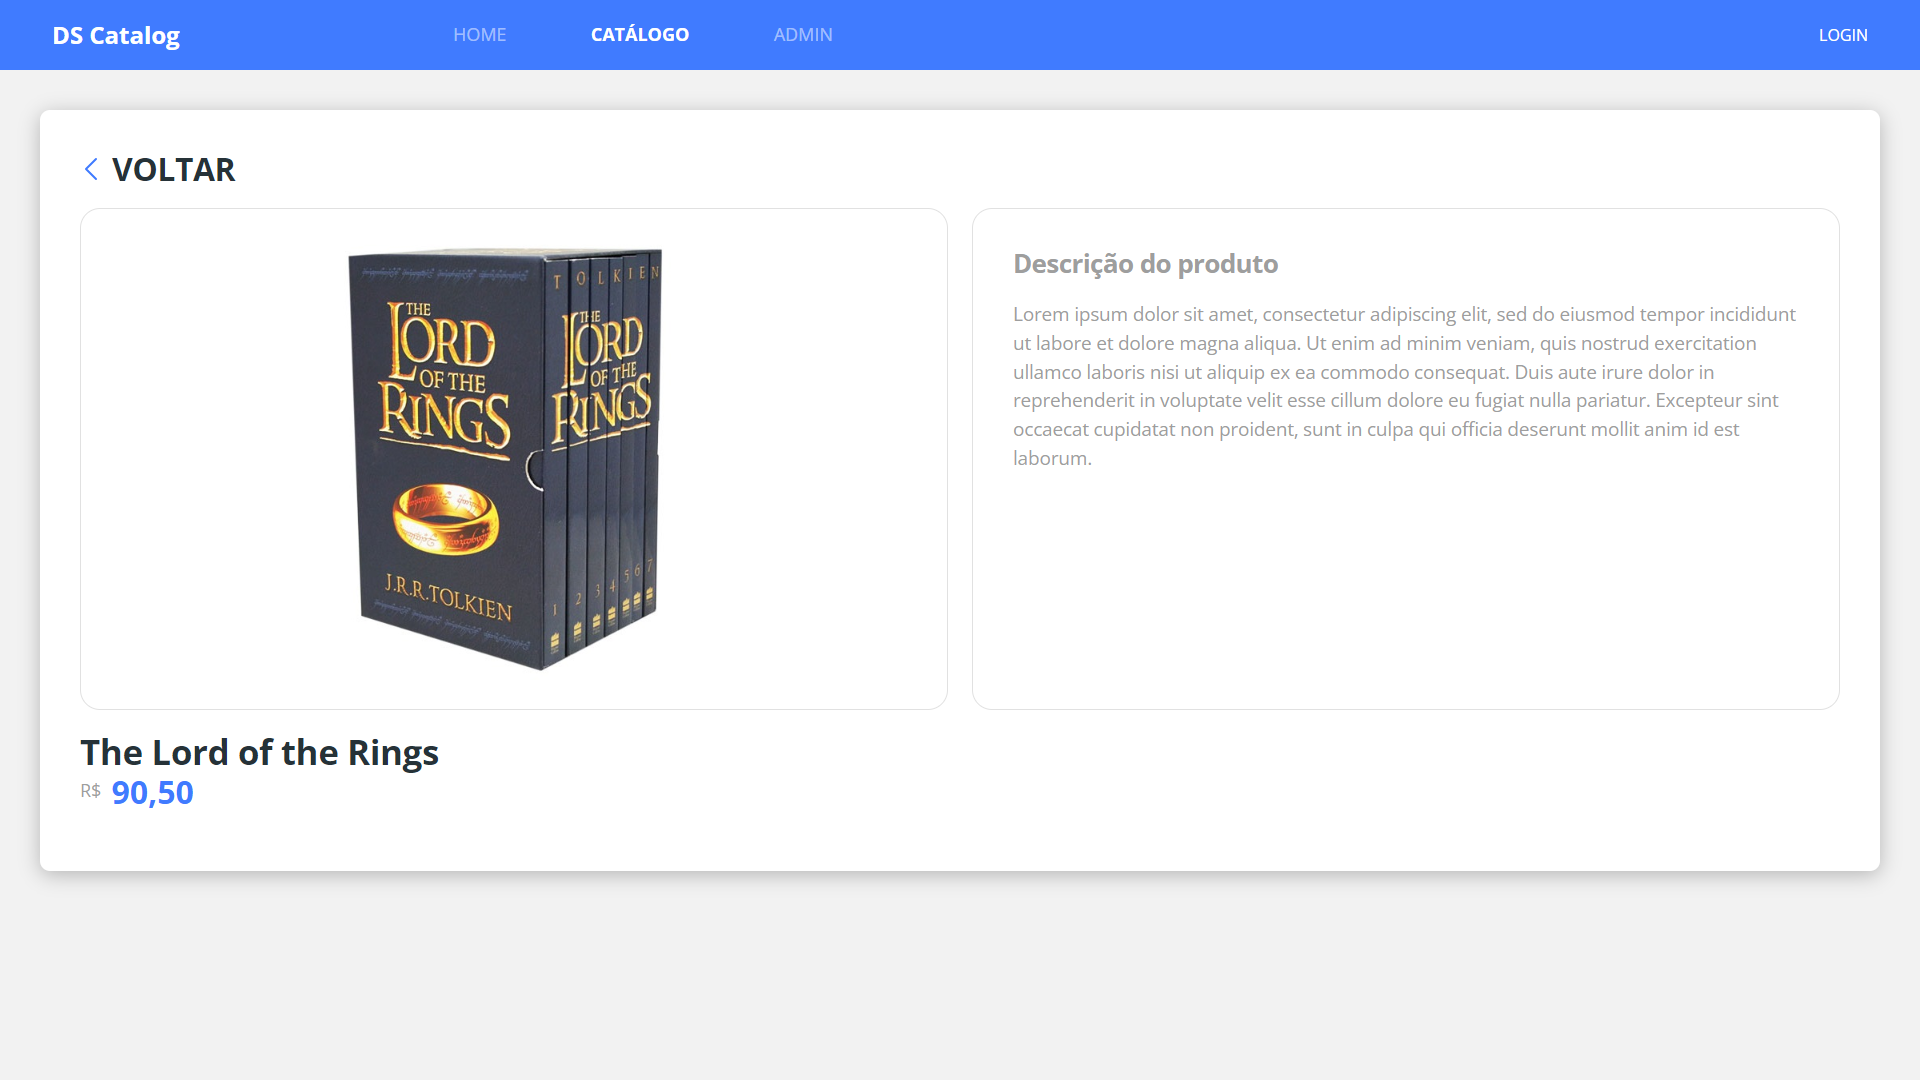 DS Catalog
HOME
CATÁLOGO
ADMIN
LOGIN
VOLTAR
THE
LORD
OF THE
RINGS
J.R.R.TOLKIEN
T O L K I E N
THE
LORD
OF THE
RINGS
1 2 3 4 5 6 7
Descrição do produto
Lorem ipsum dolor sit amet, consectetur adipiscing elit, sed do eiusmod tempor incididunt
ut labore et dolore magna aliqua. Ut enim ad minim veniam, quis nostrud exercitation
ullamco laboris nisi ut aliquip ex ea commodo consequat. Duis aute irure dolor in
reprehenderit in voluptate velit esse cillum dolore eu fugiat nulla pariatur. Excepteur sint
occaecat cupidatat non proident, sunt in culpa qui officia deserunt mollit anim id est
laborum.
The Lord of the Rings
R$ 90,50